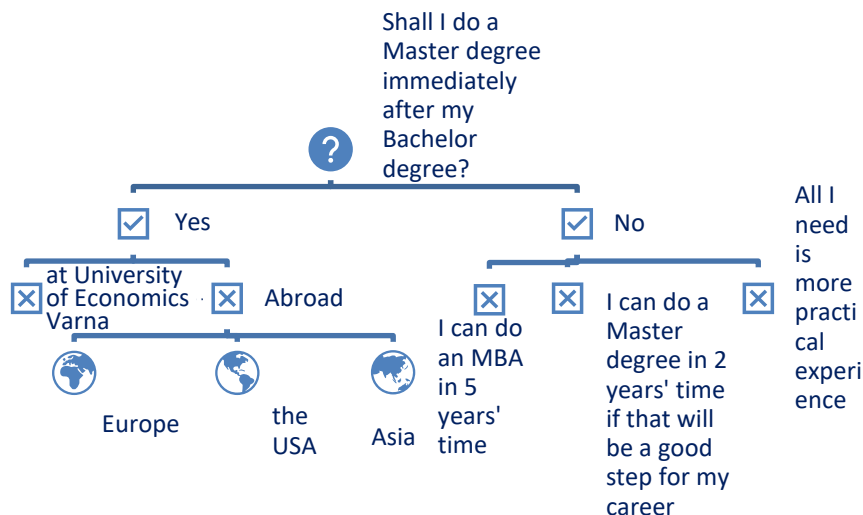 Shall I do a
Master degree
immediately
after my
Bachelor
degree?
?
Yes
No
at University
of Economics
Varna
Abroad
Europe
the
USA
Asia
I can do
an MBA
in 5
years'
time
I can do a
Master
degree in 2
years' time
if that will
be a good
step for my
career
All I
need
is
more
practi
cal
experi
ence